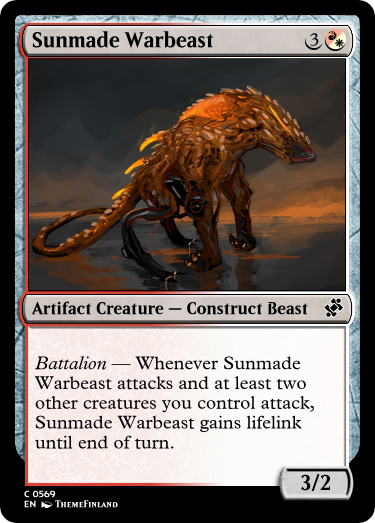 Sunmade Warbeast 3
Artifact Creature — Construct Beast
Battalion — Whenever Sunmade
Warbeast attacks and at least two
other creatures you control attack,
Sunmade Warbeast gains lifelink
until end of turn.
3/2
C 0569
EN ThemeFinland